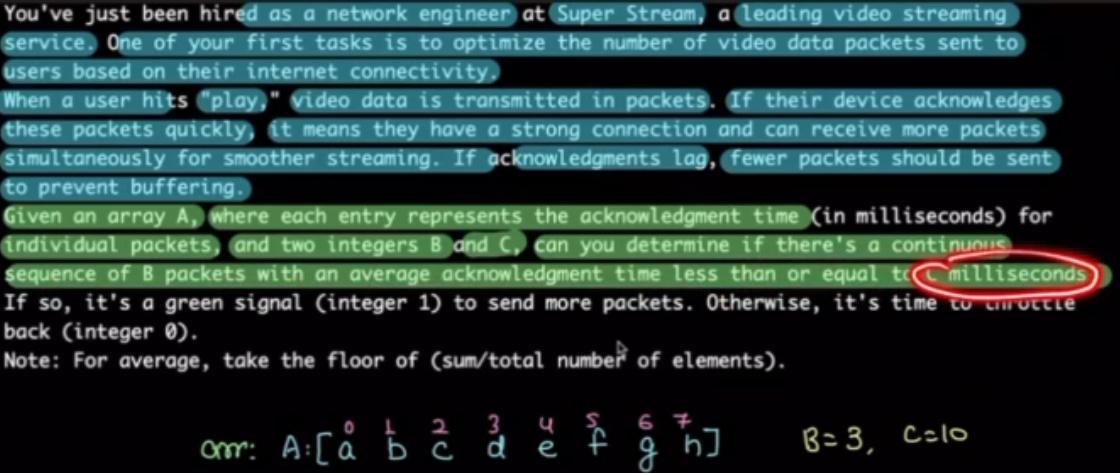 You've just been hired as a network engineer at Super Stream, a leading video streaming
service. One of your first tasks is to optimize the number of video data packets sent to
users based on their internet connectivity.
When a user hits "play," video data is transmitted in packets. If their device acknowledges
these packets quickly, it means they have a strong connection and can receive more packets
simultaneously for smoother streaming. If acknowledgments lag, fewer packets should be sent
to prevent buffering.
Given an array A, where each entry represents the acknowledgment time (in milliseconds) for
individual packets, and two integers B and C, can you determine if there's a continuous
sequence of B packets with an average acknowledgment time less than or equal to C milliseconds
If so, it's a green signal (integer 1) to send more packets. Otherwise, it's time to throttle
back (integer 0).
Note: For average, take the floor of (sum/total number of elements).
0 1 2 3 4 5 6 7
arr: A:[a b c d e f g h] B=3, C=10